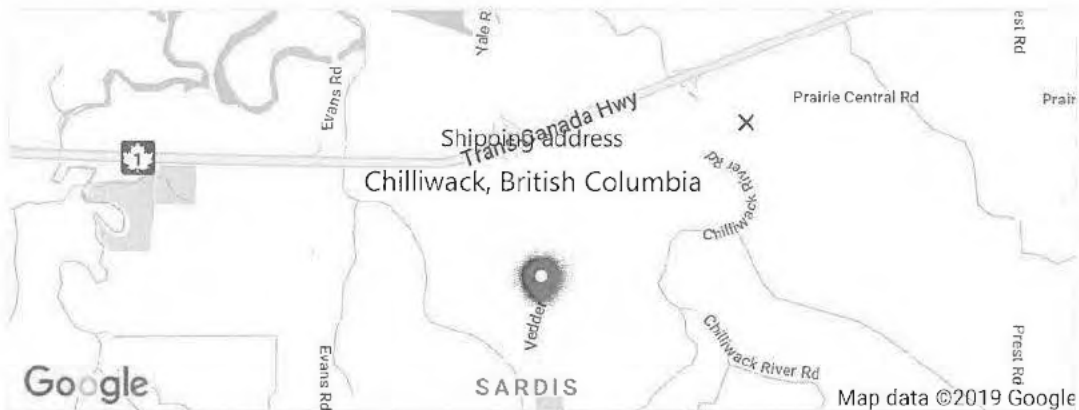 Yale R
est Rd
Evans Rd
Prairie Central Rd
Prair
Trans-Canada Hwy
Shipping address
1
Chilliwack River Rd
Chilliwack, British Columbia
Vedder
Evans Rd
Chilliwack River Rd
Prest Rd
Google
SARDIS
Map data ©2019 Google